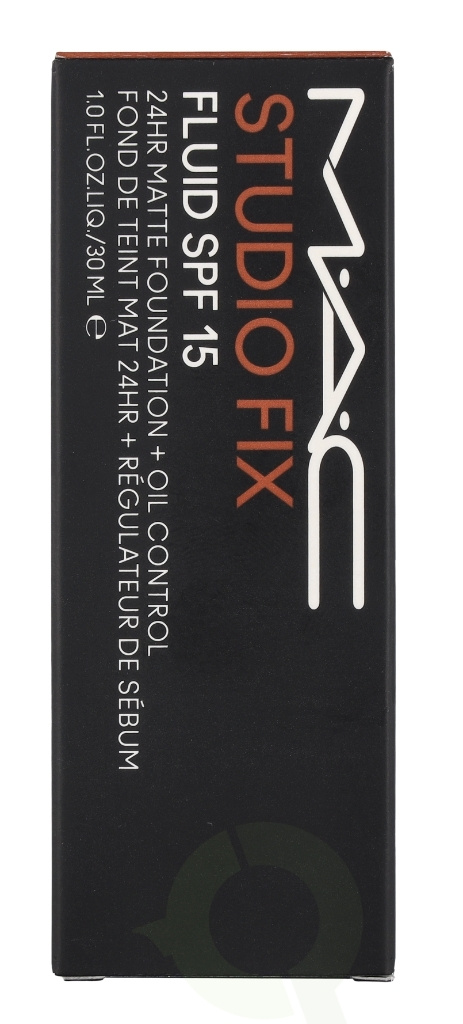 M·A·C
STUDIO FIX
FLUID SPF 15
24HR MATTE FOUNDATION + OIL CONTROL
FOND DE TEINT MAT 24HR + RÉGULATEUR DE SÉBUM
1.0 FL.OZ.LIQ./30 ML ℮